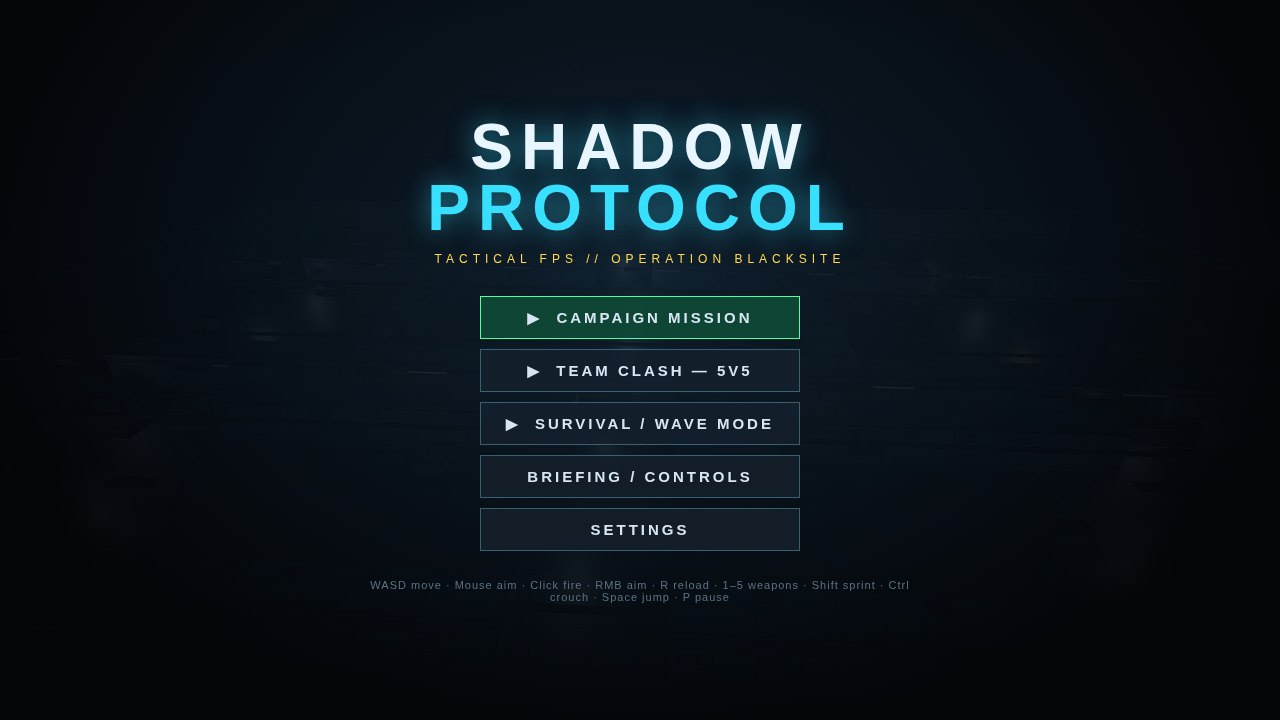 SHADOW
PROTOCOL
TACTICAL FPS // OPERATION BLACKSITE
▶ CAMPAIGN MISSION
▶ TEAM CLASH — 5V5
▶ SURVIVAL / WAVE MODE
BRIEFING / CONTROLS
SETTINGS
WASD move · Mouse aim · Click fire · RMB aim · R reload · 1–5 weapons · Shift sprint · Ctrl
crouch · Space jump · P pause